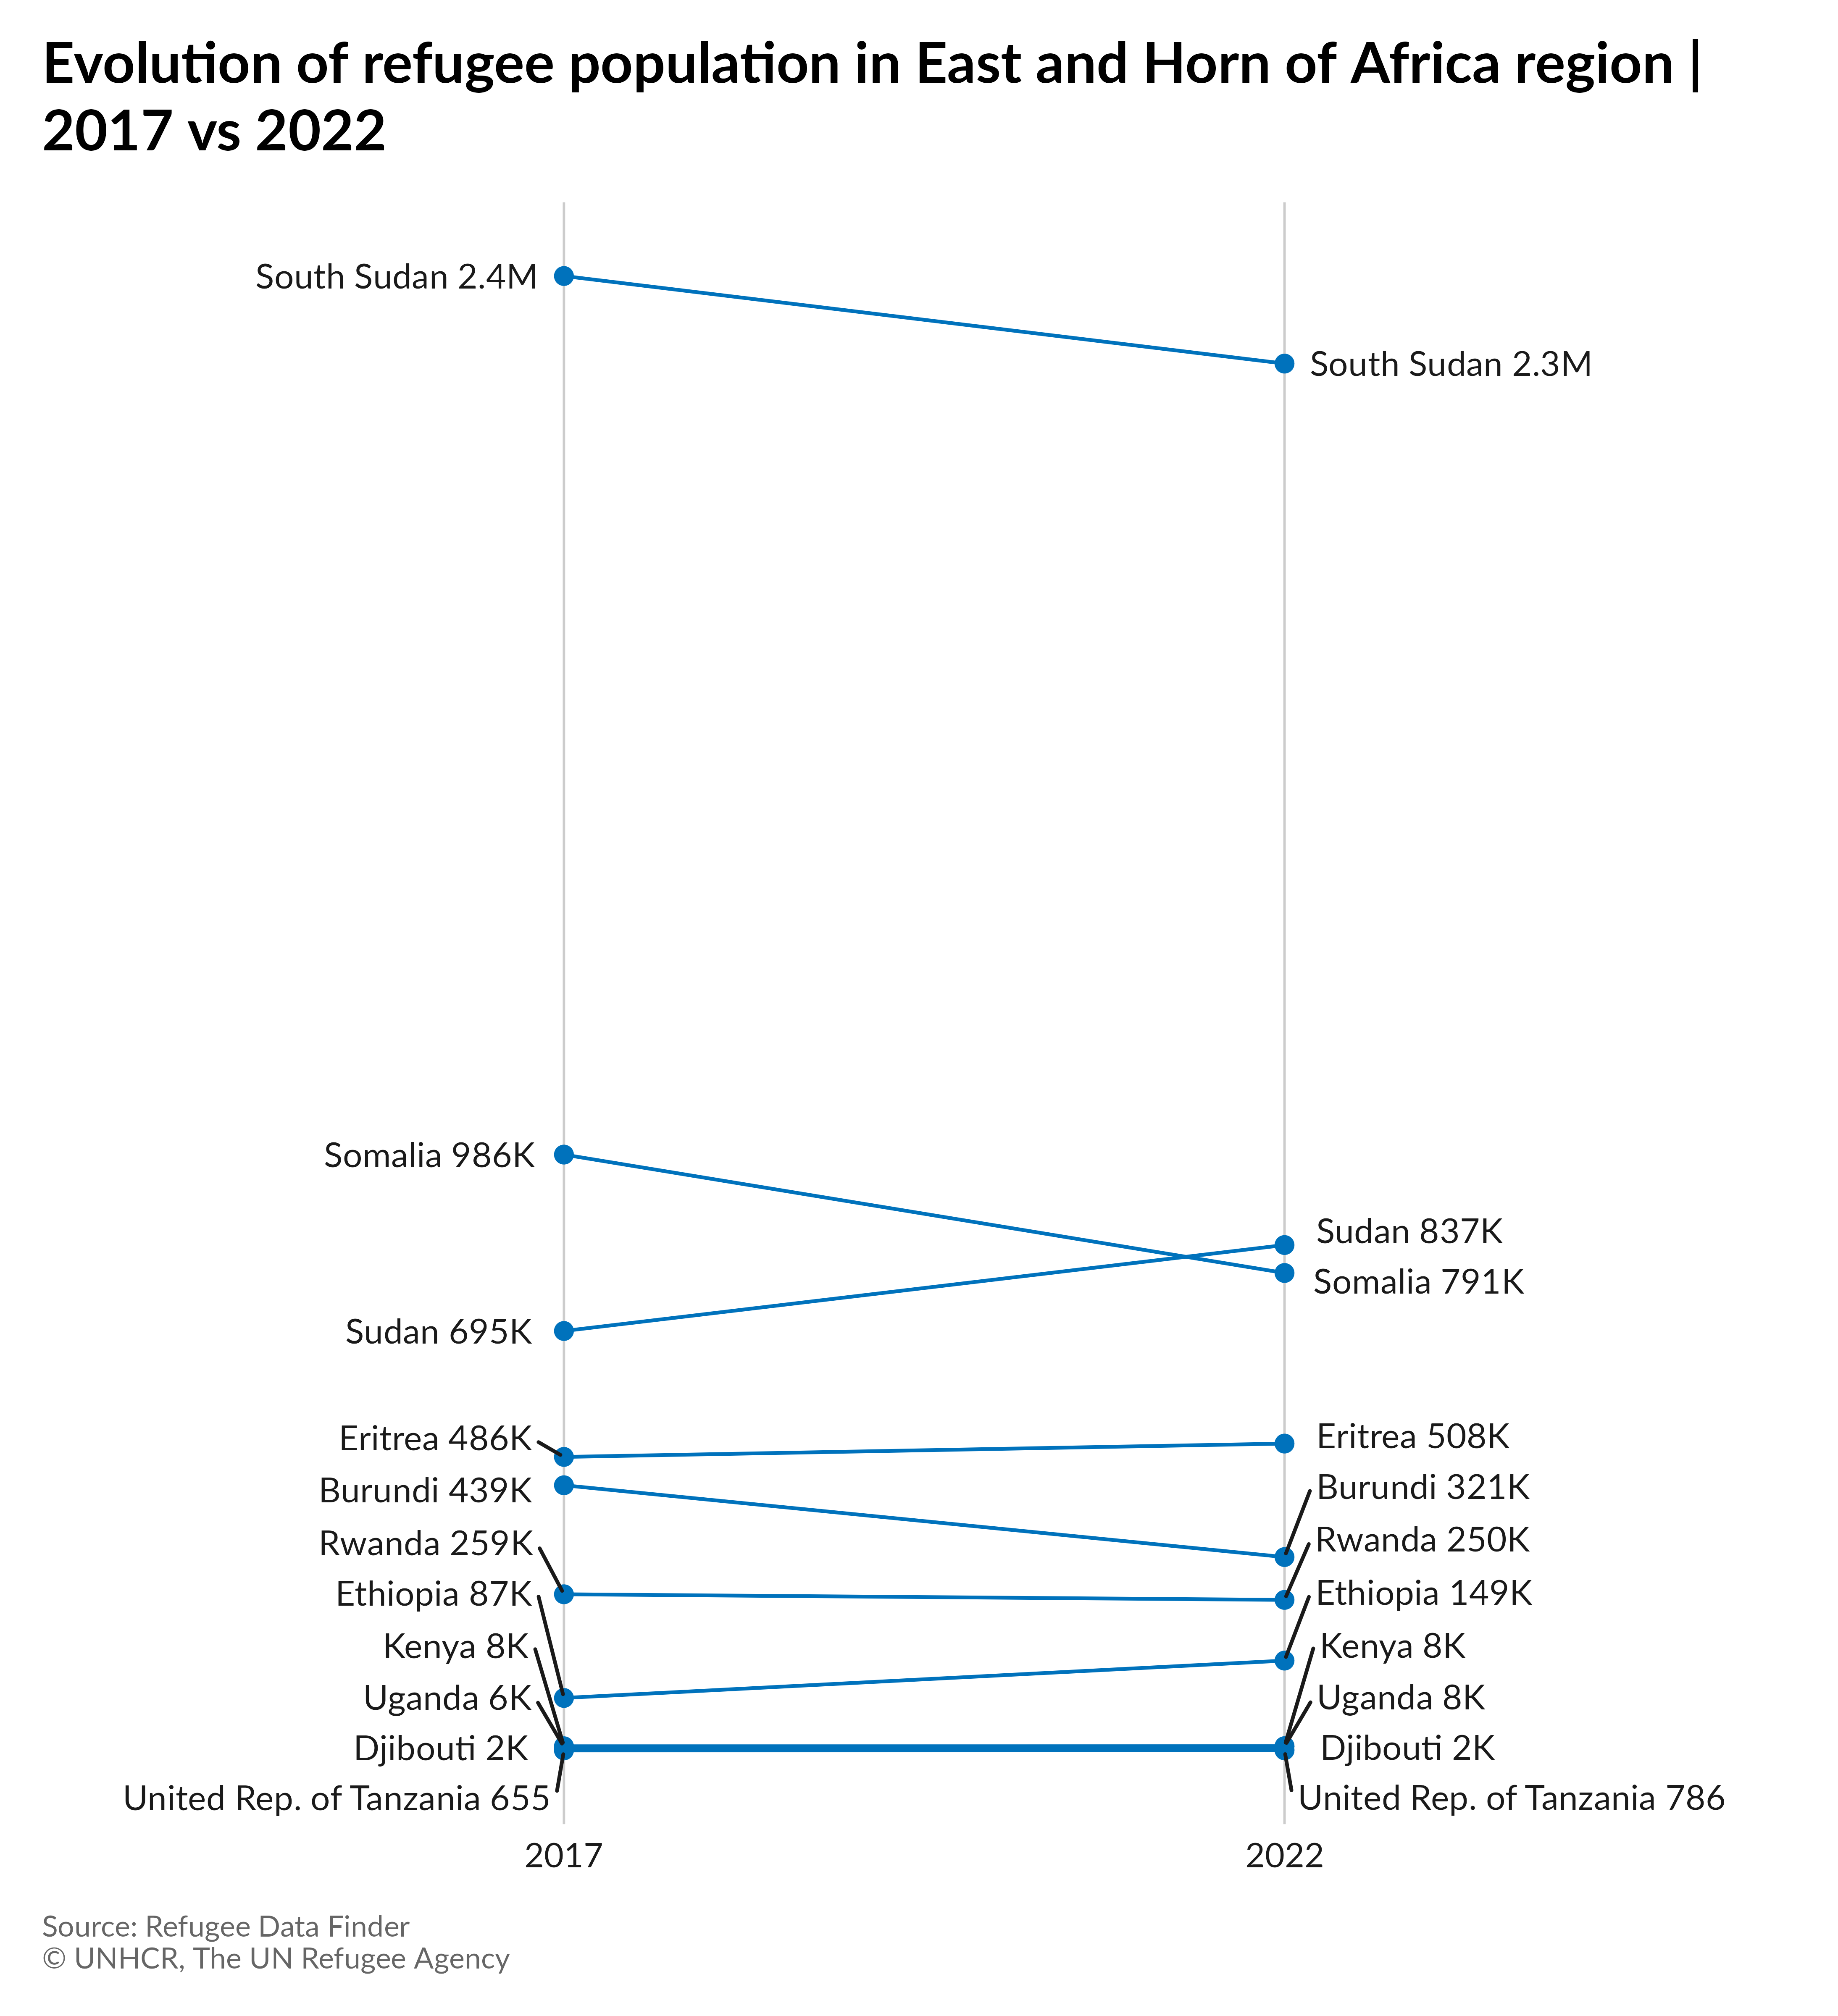 Evolution of refugee population in East and Horn of Africa region |
2017 vs 2022
South Sudan 2.4M
South Sudan 2.3M
Somalia 986K
Sudan 837K
Somalia 791K
Sudan 695K
Eritrea 486K
Eritrea 508K
Burundi 439K
Burundi 321K
Rwanda 259K
Rwanda 250K
Ethiopia 87K
Ethiopia 149K
Kenya 8K
Kenya 8K
Uganda 6K
Uganda 8K
Djibouti 2K
Djibouti 2K
United Rep. of Tanzania 655
United Rep. of Tanzania 786
2017
2022
Source: Refugee Data Finder
© UNHCR, The UN Refugee Agency